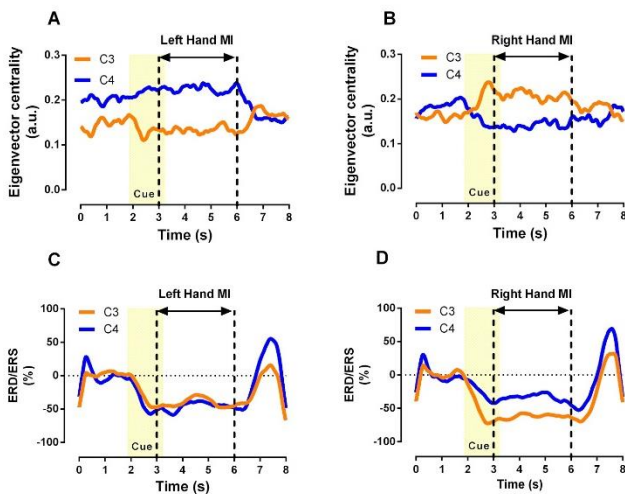 A
Left Hand MI
C3
C4
Eigenvector centrality
(a.u.)
0.3
0.2
0.1
0.0
Cue
0 1 2 3 4 5 6 7 8
Time (s)
B
Right Hand MI
C3
C4
Eigenvector centrality
(a.u.)
0.3
0.2
0.1
0.0
Cue
0 1 2 3 4 5 6 7 8
Time (s)
C
Left Hand MI
C3
C4
ERD/ERS
(%)
100
50
0
-50
-100
Cue
0 1 2 3 4 5 6 7 8
Time (s)
D
Right Hand MI
C3
C4
ERD/ERS
(%)
100
50
0
-50
-100
Cue
0 1 2 3 4 5 6 7 8
Time (s)